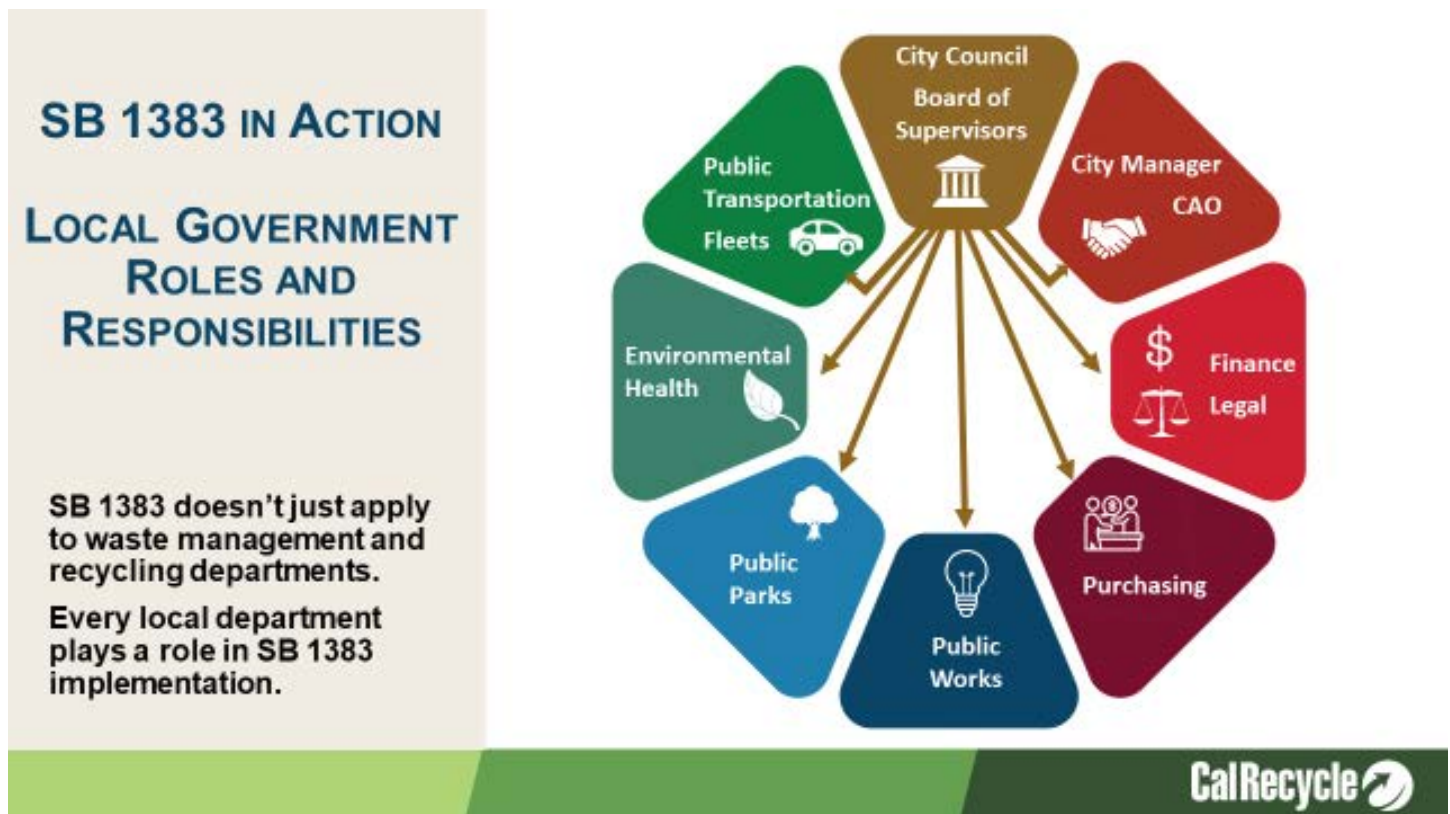 SB 1383 IN ACTION
LOCAL GOVERNMENT
ROLES AND
RESPONSIBILITIES
SB 1383 doesn't just apply
to waste management and
recycling departments.
Every local department
plays a role in SB 1383
implementation.
City Council
Board of
Supervisors
City Manager
CAO
$
Finance
Legal
Purchasing
Public
Works
Public
Parks
Environmental
Health
Public
Transportation
Fleets
CalRecycle